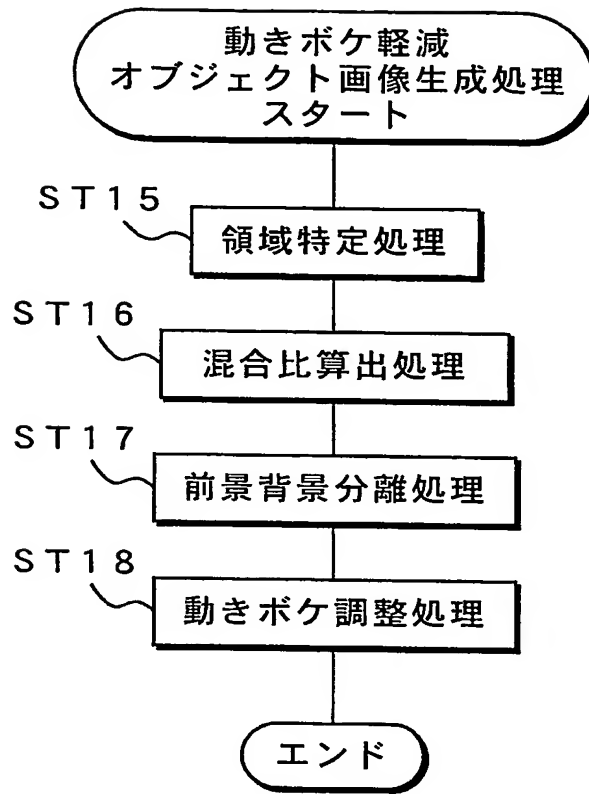 動きボケ軽減
オブジェクト画像生成処理
スタート
ST15
領域特定処理
ST16
混合比算出処理
ST17
前景背景分離処理
ST18
動きボケ調整処理
エンド